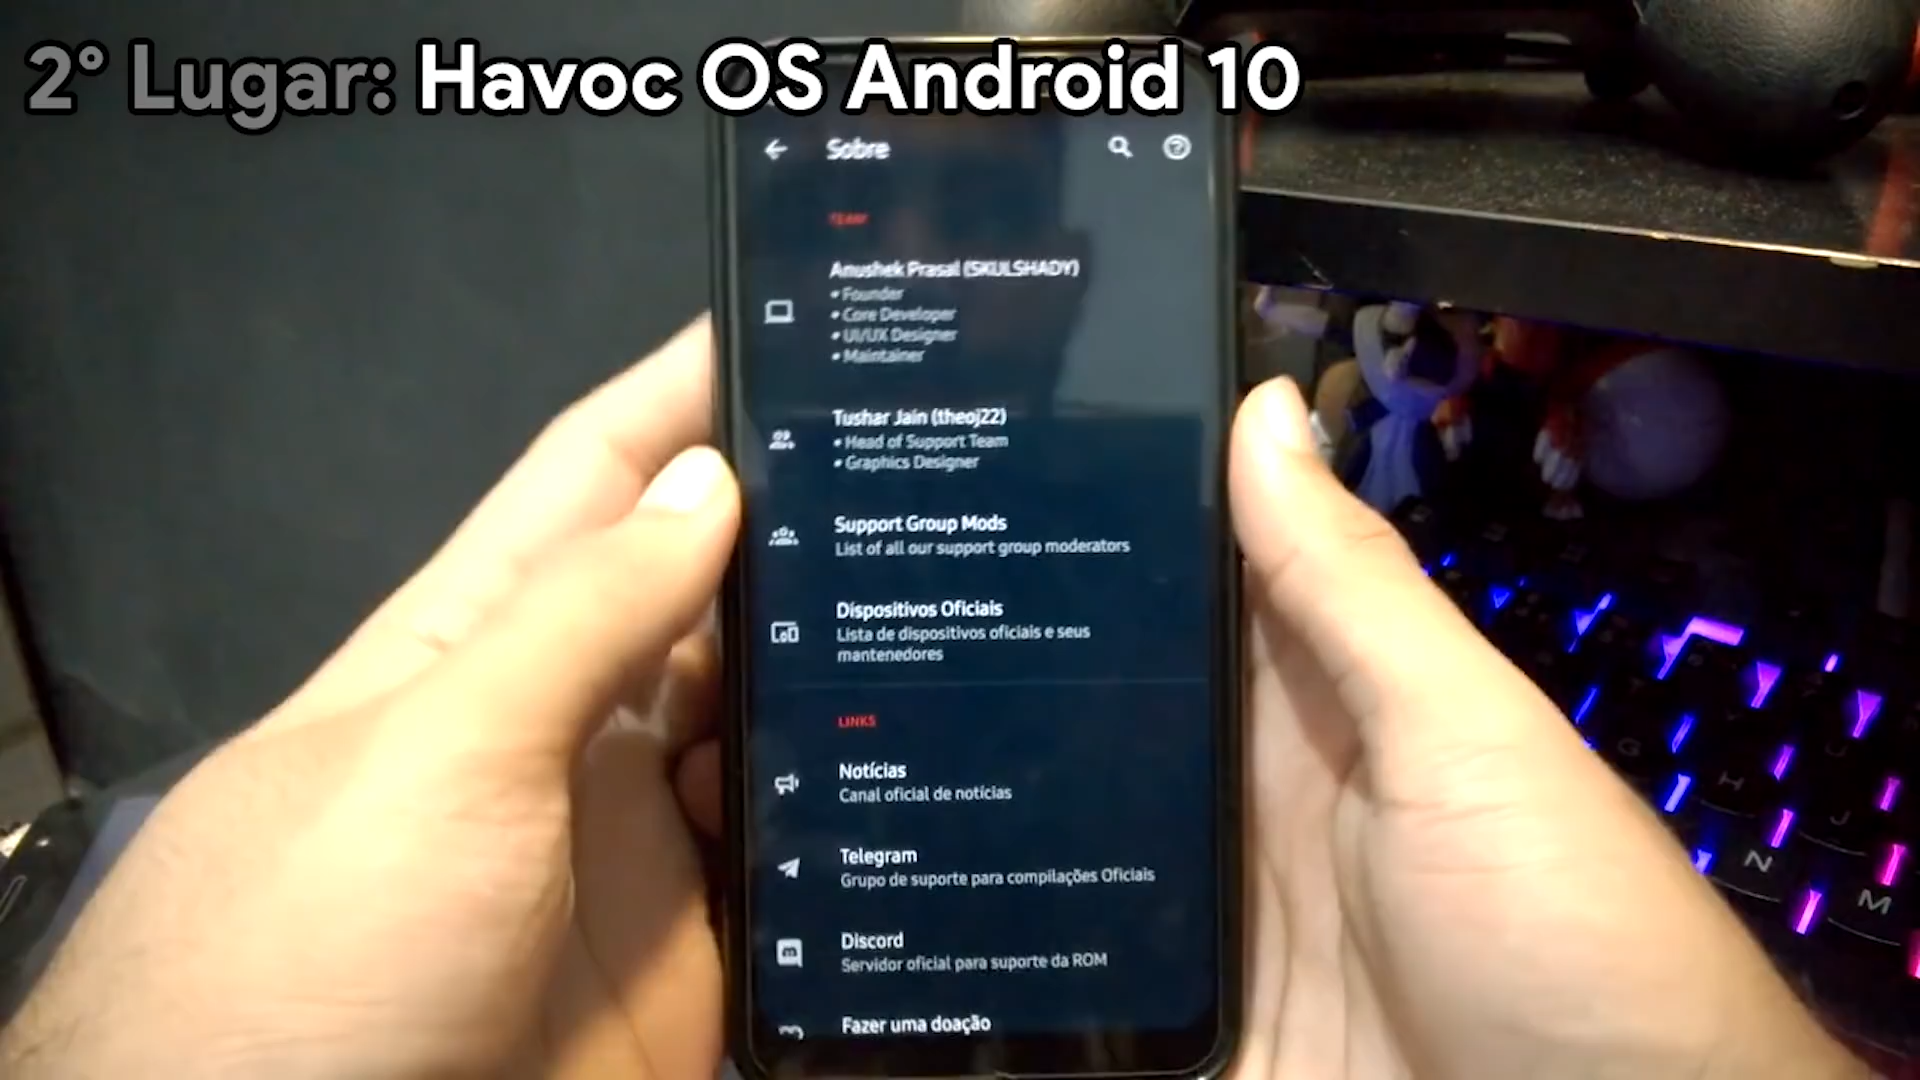 2° Lugar: Havoc OS Android 10
Sobre
TEAM
Anushek Prasal (SKULSHADY)
• Founder
• Core Developer
• UI/UX Designer
• Maintainer
Tushar Jain (theoj22)
• Head of Support Team
• Graphics Designer
Support Group Mods
List of all our support group moderators
Dispositivos Oficiais
Lista de dispositivos oficiais e seus
mantenedores
LINKS
Notícias
Canal oficial de notícias
Telegram
Grupo de suporte para compilações Oficiais
Discord
Servidor oficial para suporte da ROM
Fazer uma doação
G
H
J
N
M